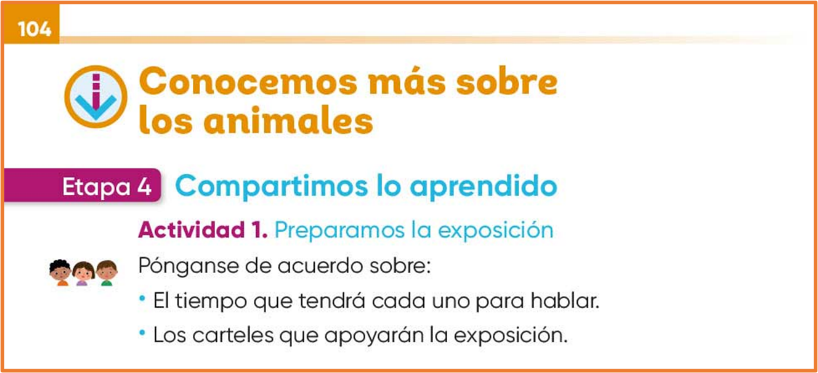 104
Conocemos más sobre
los animales
Etapa 4 Compartimos lo aprendido
Actividad 1. Preparamos la exposición
Pónganse de acuerdo sobre:
• El tiempo que tendrá cada uno para hablar.
• Los carteles que apoyarán la exposición.